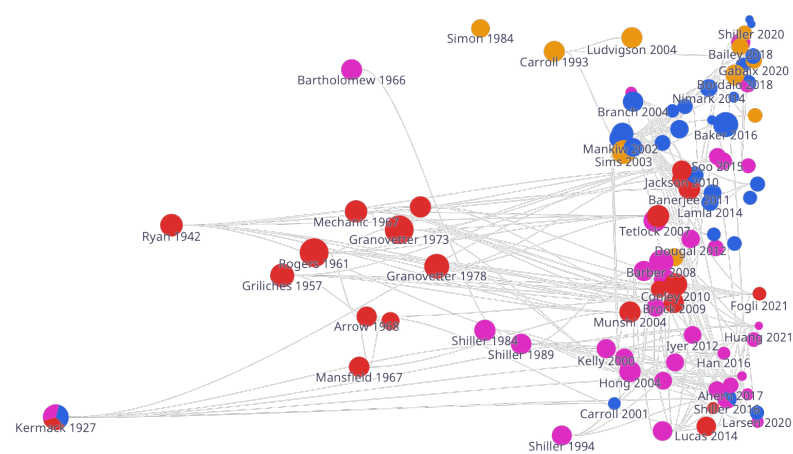 Shiller 2020
Simon 1984
Ludvigson 2004
Bailey 2018
Carroll 1993
Gabaix 2020
Bartholomew 1966
Bordalo 2018
Nimark 2004
Branch 2004
Baker 2016
Mankiw 2002
Sims 2003
Soo 2015
Jackson 2010
Banerjee 2011
Lamla 2014
Mechanic 1962
Tetlock 2007
Ryan 1942
Granovetter 1973
Dougal 2012
Rogers 1961
Barber 2008
Granovetter 1978
Griliches 1957
Conley 2010
Fogli 2021
Brock 2009
Munshi 2004
Arrow 1968
Shiller 1984
Huang 2021
Iyer 2012
Shiller 1989
Kelly 2000
Han 2016
Mansfield 1967
Hong 2004
Ahern 2017
Carroll 2001
Shiller 2016
Larsen 2020
Kermack 1927
Lucas 2014
Shiller 1994